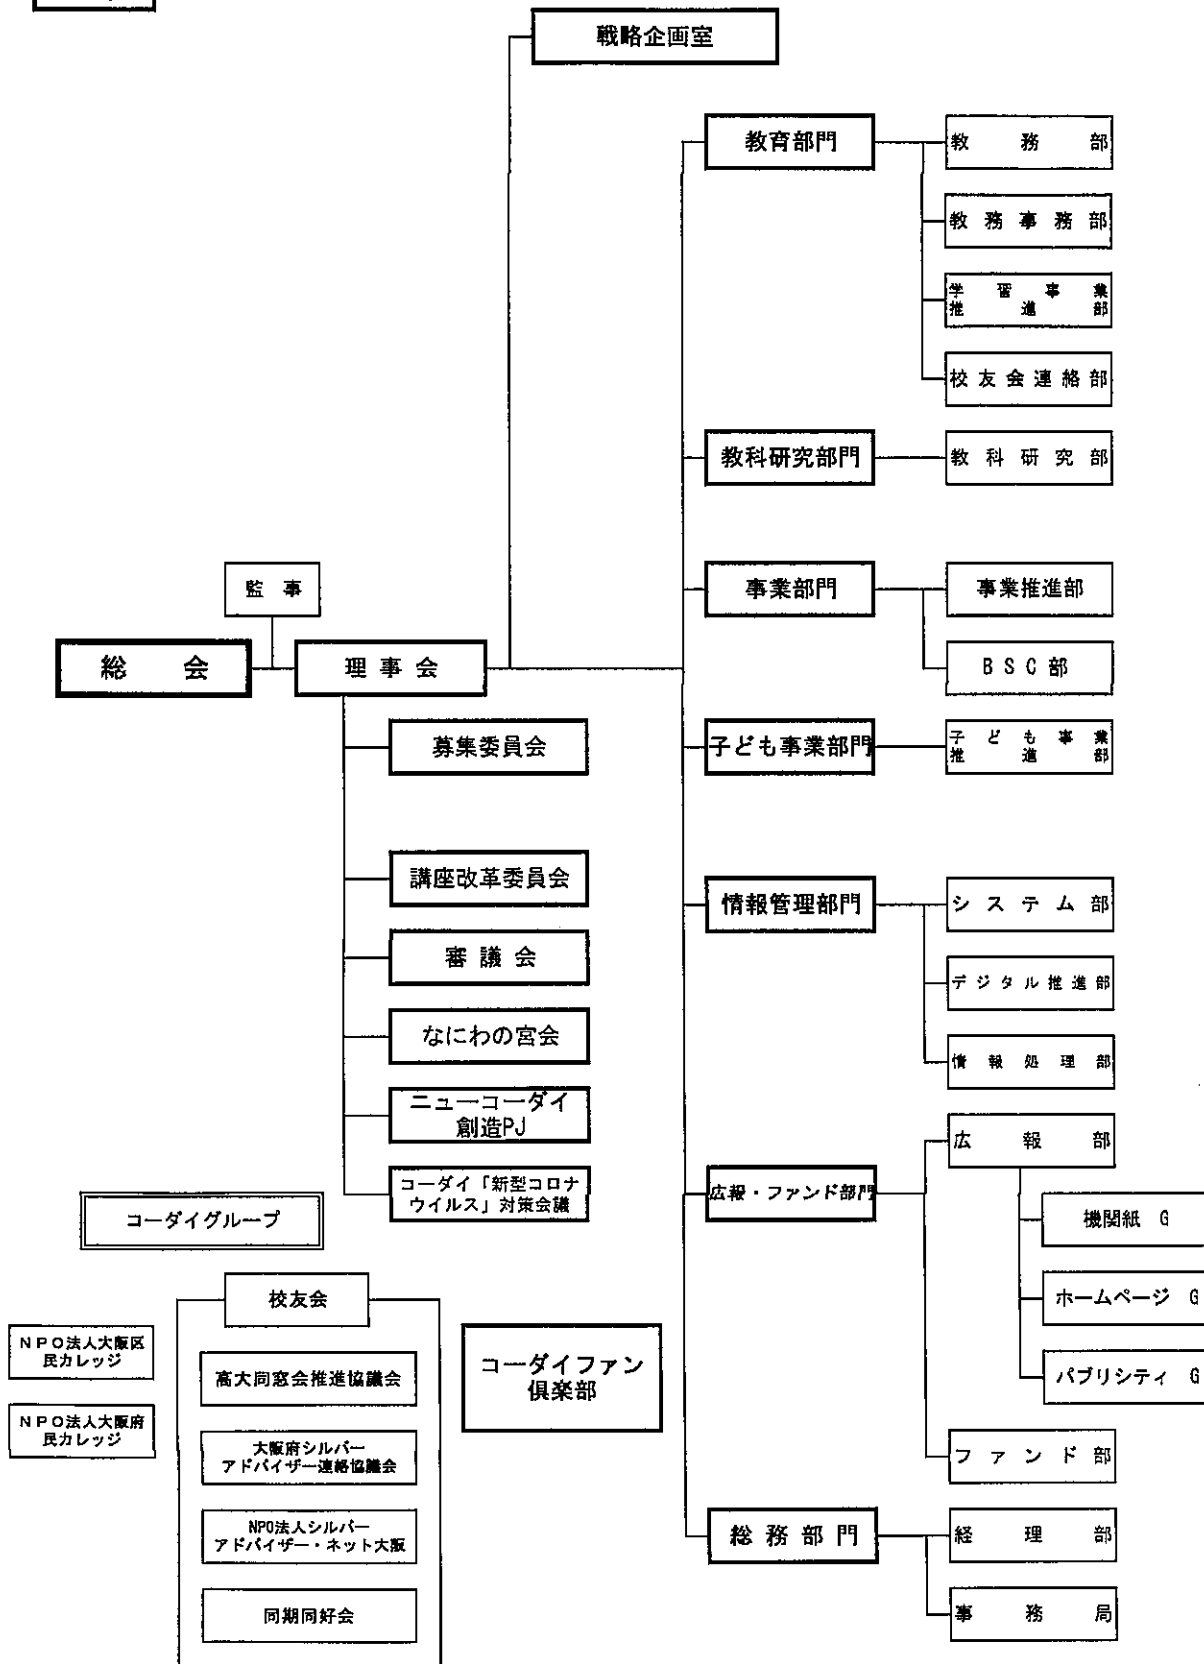 戦略企画室
教育部門
教務部
教務事務部
学習事業
推進部
校友会連絡部
教科研究部門
教科研究部
事業部門
事業推進部
BSC部
監事
総会
理事会
募集委員会
講座改革委員会
審議会
なにわの宮会
ニューコーダイ
創造PJ
コーダイ「新型コロナ
ウイルス」対策会議
子ども事業部門
子ども事業
推進部
情報管理部門
システム部
デジタル推進部
情報処理部
広報・ファンド部門
広報部
機関紙 G
ホームページ G
パブリシティ G
ファンド部
総務部門
経理部
事務局
コーダイグループ
校友会
NPO法人大阪区
民カレッジ
NPO法人大阪府
民カレッジ
高大同窓会推進協議会
大阪府シルバー
アドバイザー連絡協議会
NPO法人シルバー
アドバイザー・ネット大阪
同期同好会
コーダイファン
倶楽部